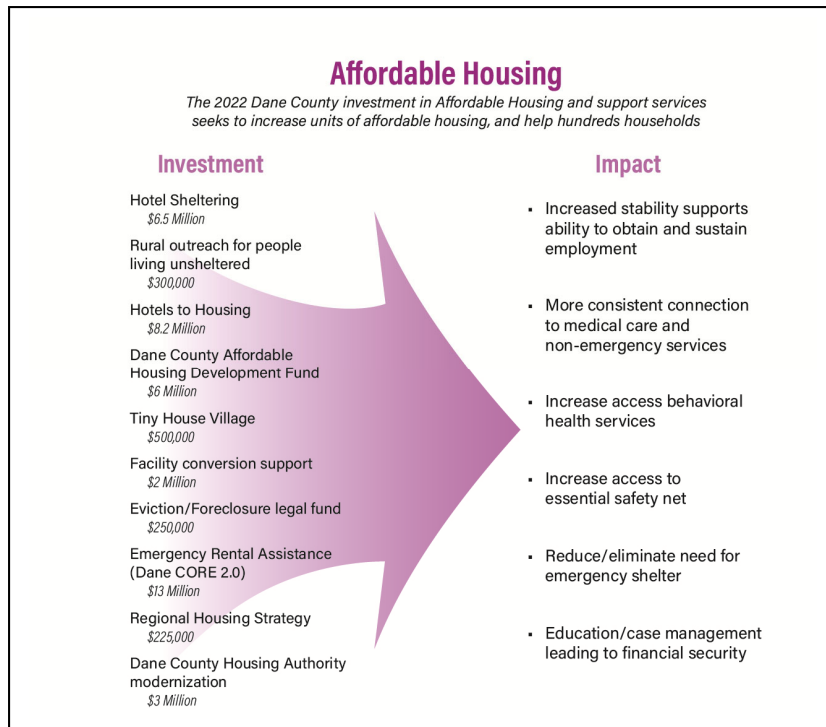 Affordable Housing
The 2022 Dane County investment in Affordable Housing and support services
seeks to increase units of affordable housing, and help hundreds households
Investment
Hotel Sheltering
$6.5 Million
Rural outreach for people
living unsheltered
$300,000
Hotels to Housing
$8.2 Million
Dane County Affordable
Housing Development Fund
$6 Million
Tiny House Village
$500,000
Facility conversion support
$2 Million
Eviction/Foreclosure legal fund
$250,000
Emergency Rental Assistance
(Dane CORE 2.0)
$13 Million
Regional Housing Strategy
$225,000
Dane County Housing Authority
modernization
$3 Million
Impact
▪ Increased stability supports
ability to obtain and sustain
employment
▪ More consistent connection
to medical care and
non-emergency services
▪ Increase access behavioral
health services
▪ Increase access to
essential safety net
▪ Reduce/eliminate need for
emergency shelter
▪ Education/case management
leading to financial security